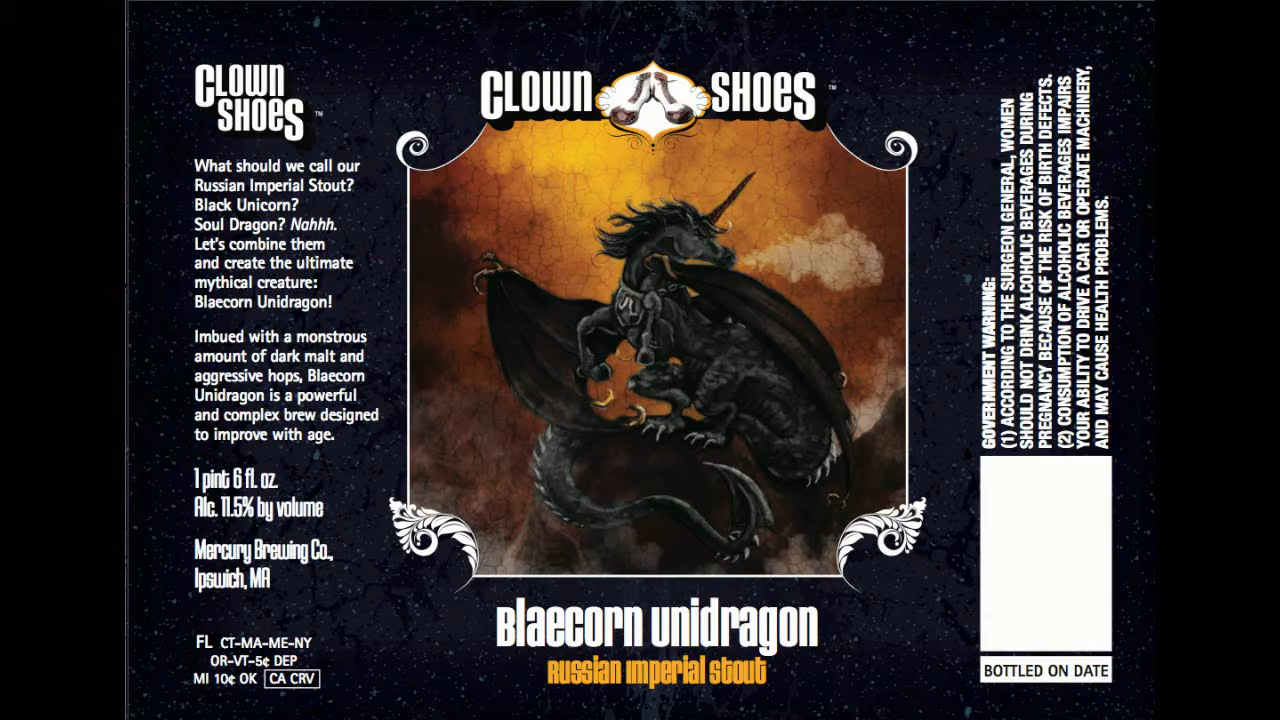 CLOWN
SHOES
™
What should we call our
Russian Imperial Stout?
Black Unicorn?
Soul Dragon? Nahhh.
Let's combine them
and create the ultimate
mythical creature:
Blaecorn Unidragon!
Imbued with a monstrous
amount of dark malt and
aggressive hops, Blaecorn
Unidragon is a powerful
and complex brew designed
to improve with age.
1 pint 6 fl. oz.
Alc. 11.5% by volume
Mercury Brewing Co.,
Ipswich, MA
FL CT-MA-ME-NY
OR-VT-5¢ DEP
MI 10¢ OK CA CRV
CLOWN SHOES ™
Blaecorn Unidragon
Russian Imperial Stout
GOVERNMENT WARNING:
(1) ACCORDING TO THE SURGEON GENERAL, WOMEN
SHOULD NOT DRINK ALCOHOLIC BEVERAGES DURING
PREGNANCY BECAUSE OF THE RISK OF BIRTH DEFECTS.
(2) CONSUMPTION OF ALCOHOLIC BEVERAGES IMPAIRS
YOUR ABILITY TO DRIVE A CAR OR OPERATE MACHINERY,
AND MAY CAUSE HEALTH PROBLEMS.
BOTTLED ON DATE